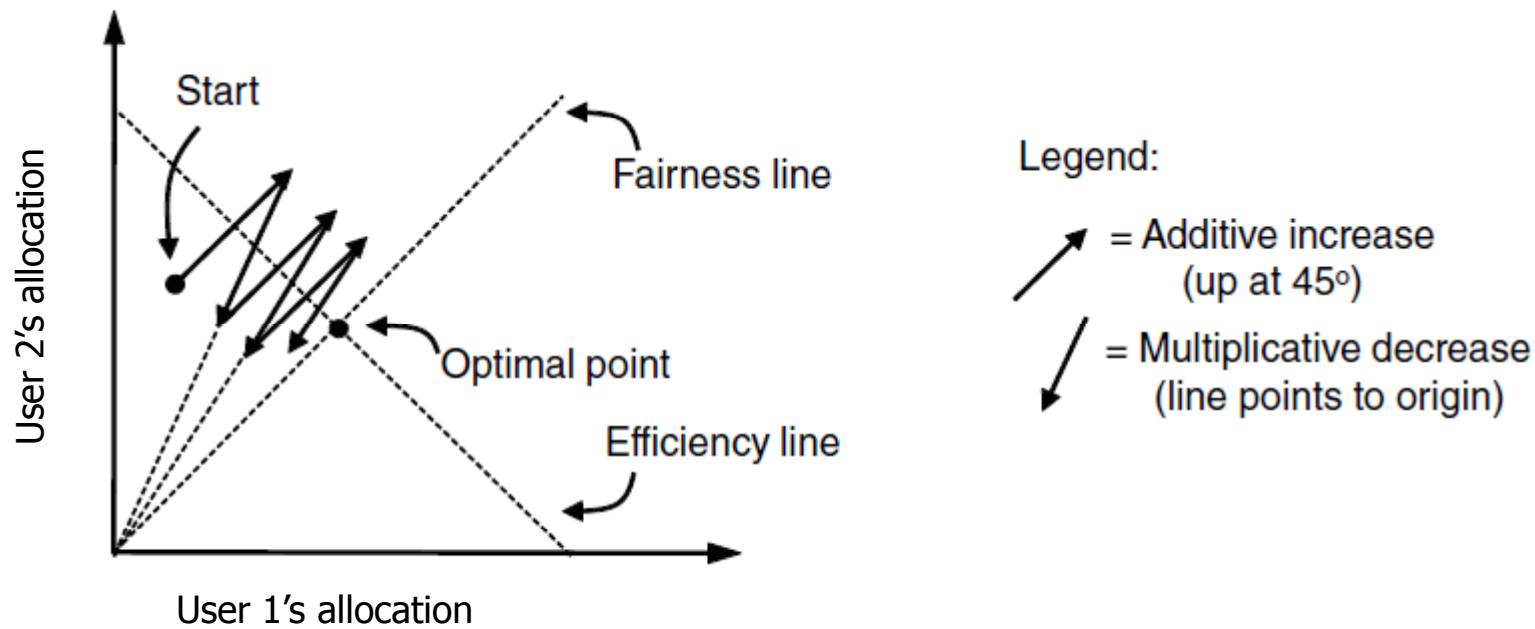 Start
Fairness line
Optimal point
Efficiency line
User 2's allocation
User 1's allocation
Legend:
= Additive increase
(up at 45º)
= Multiplicative decrease
(line points to origin)